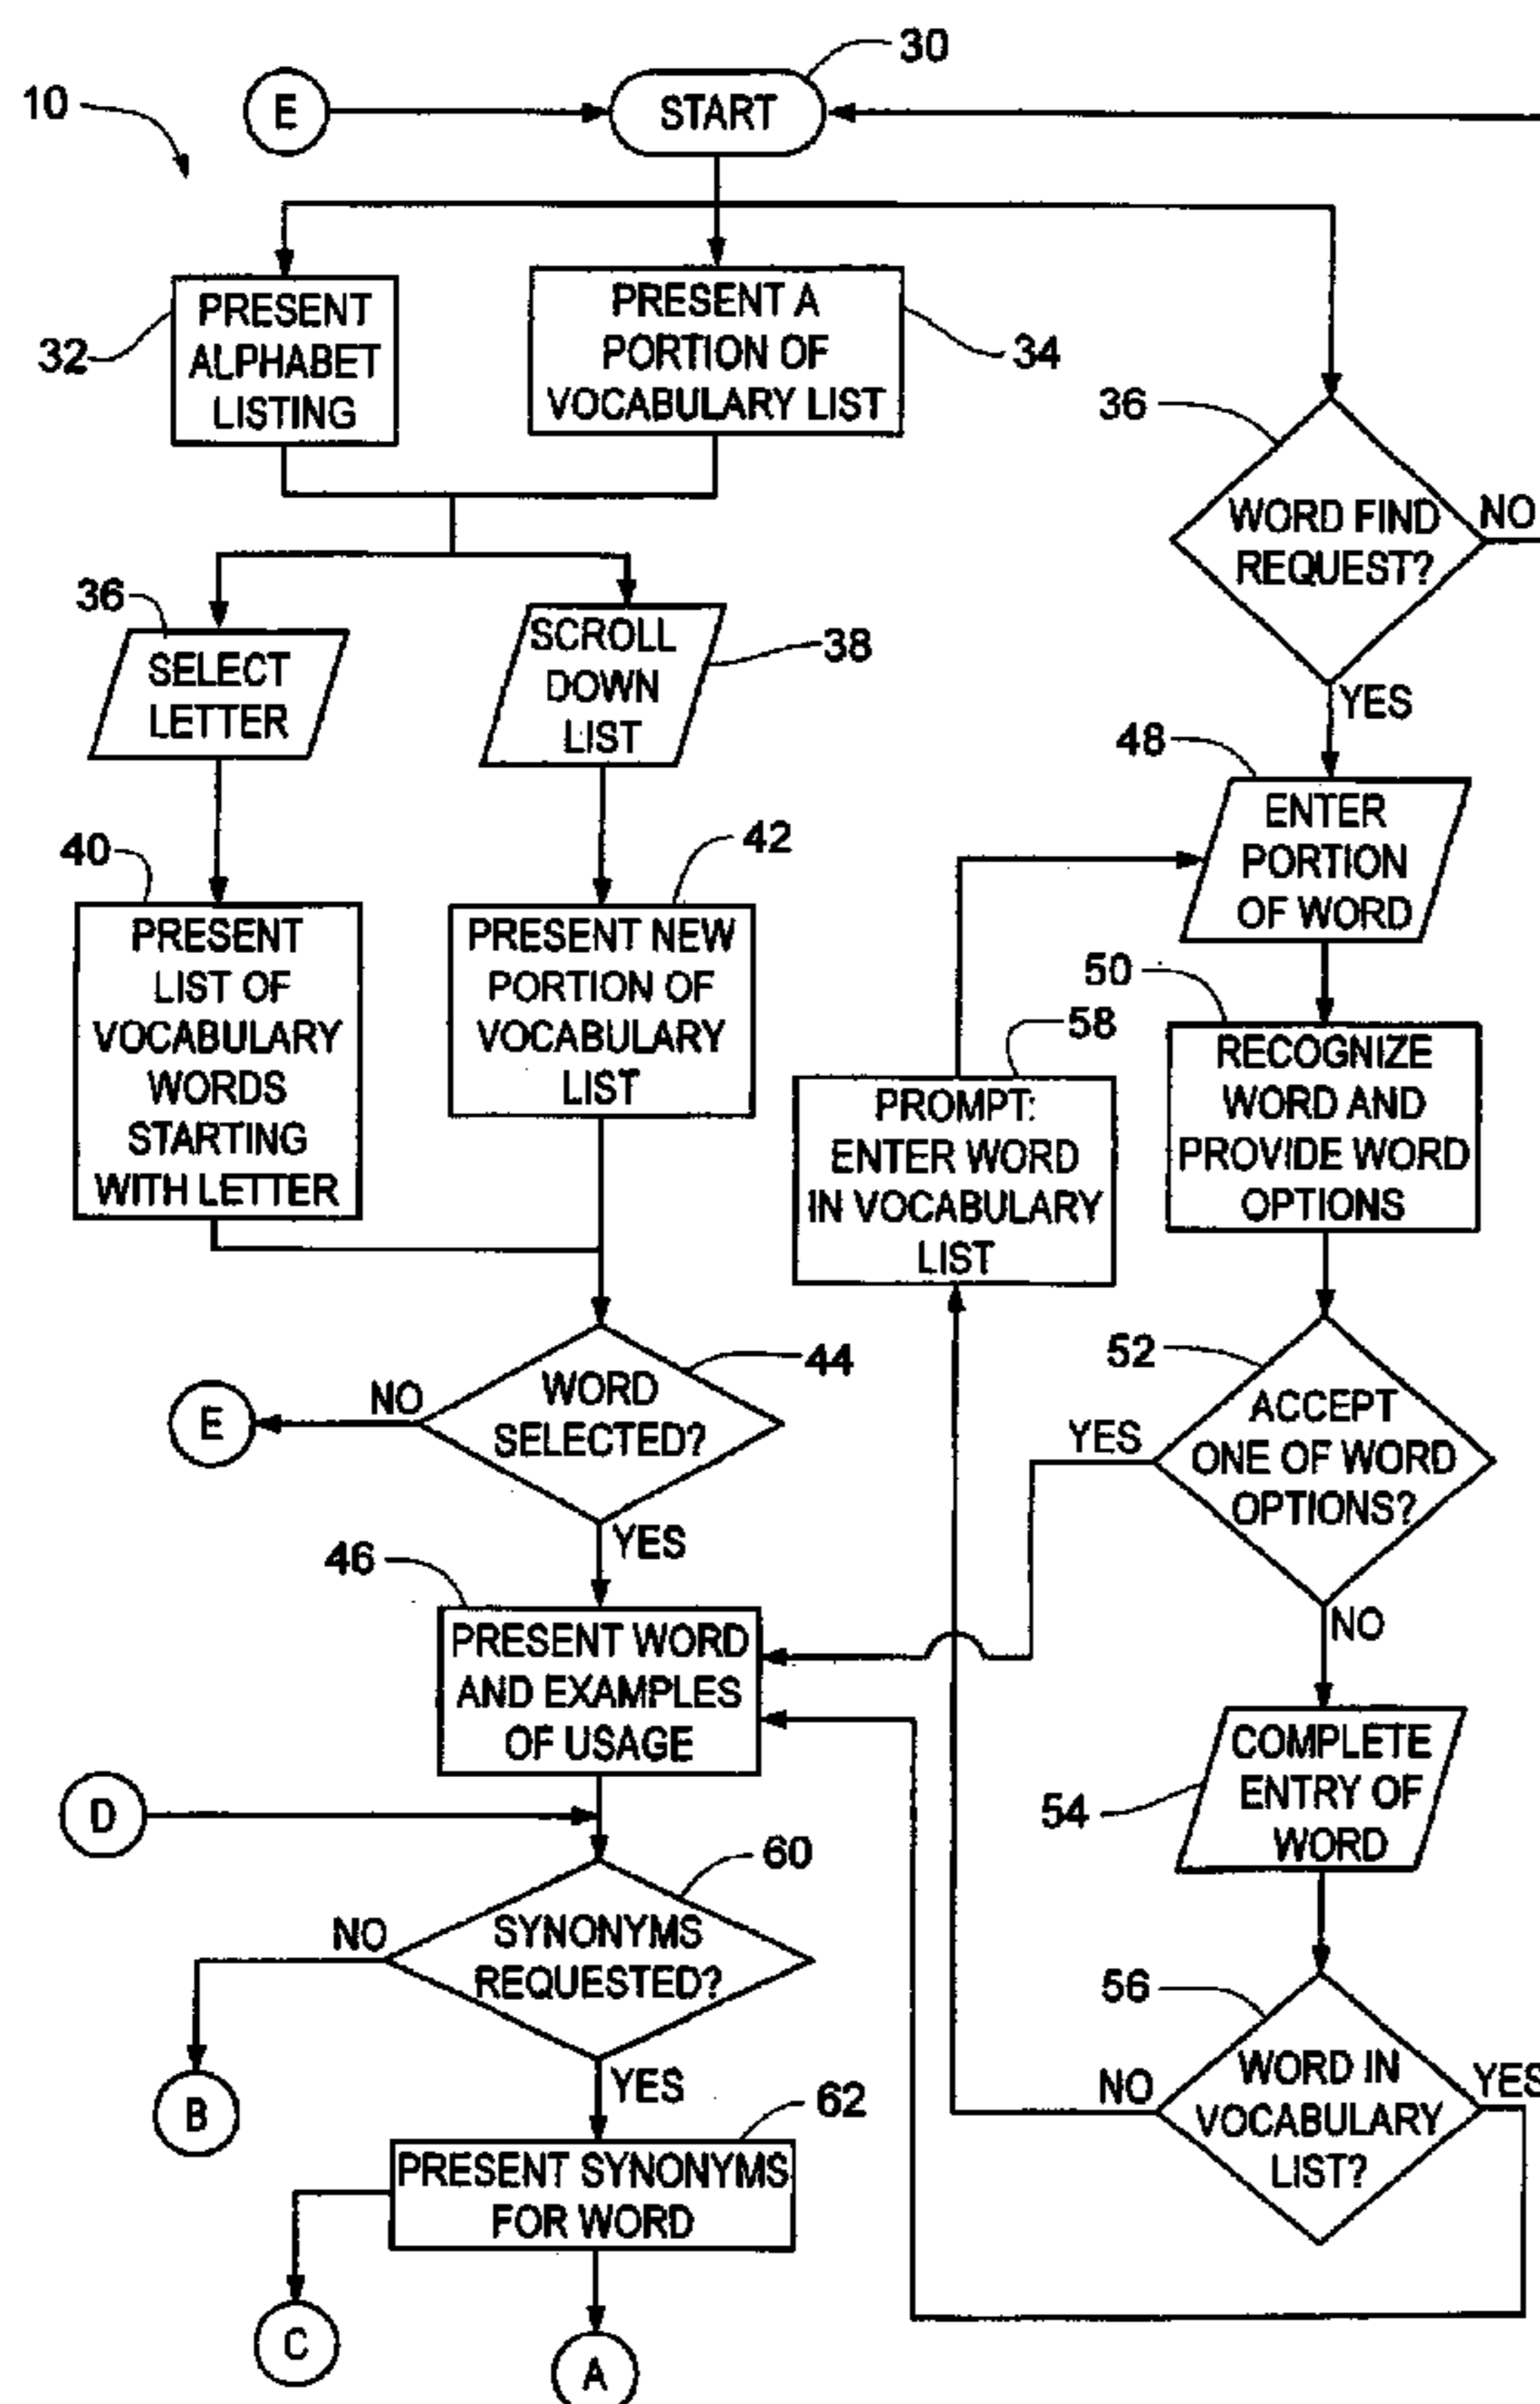 30
10
E
START
PRESENT
ALPHABET
LISTING
32
PRESENT A
PORTION OF
VOCABULARY LIST
34
36
WORD FIND
REQUEST?
NO
YES
36
SELECT
LETTER
SCROLL
DOWN
LIST
38
48
ENTER
PORTION
OF WORD
40
PRESENT
LIST OF
VOCABULARY
WORDS
STARTING
WITH LETTER
42
PRESENT NEW
PORTION OF
VOCABULARY
LIST
50
RECOGNIZE
WORD AND
PROVIDE WORD
OPTIONS
58
PROMPT:
ENTER WORD
IN VOCABULARY
LIST
44
WORD
SELECTED?
NO
E
YES
52
ACCEPT
ONE OF WORD
OPTIONS?
YES
NO
46
PRESENT WORD
AND EXAMPLES
OF USAGE
54
COMPLETE
ENTRY OF
WORD
D
60
SYNONYMS
REQUESTED?
NO
B
YES
56
WORD IN
VOCABULARY
LIST?
NO
YES
62
PRESENT SYNONYMS
FOR WORD
C
A